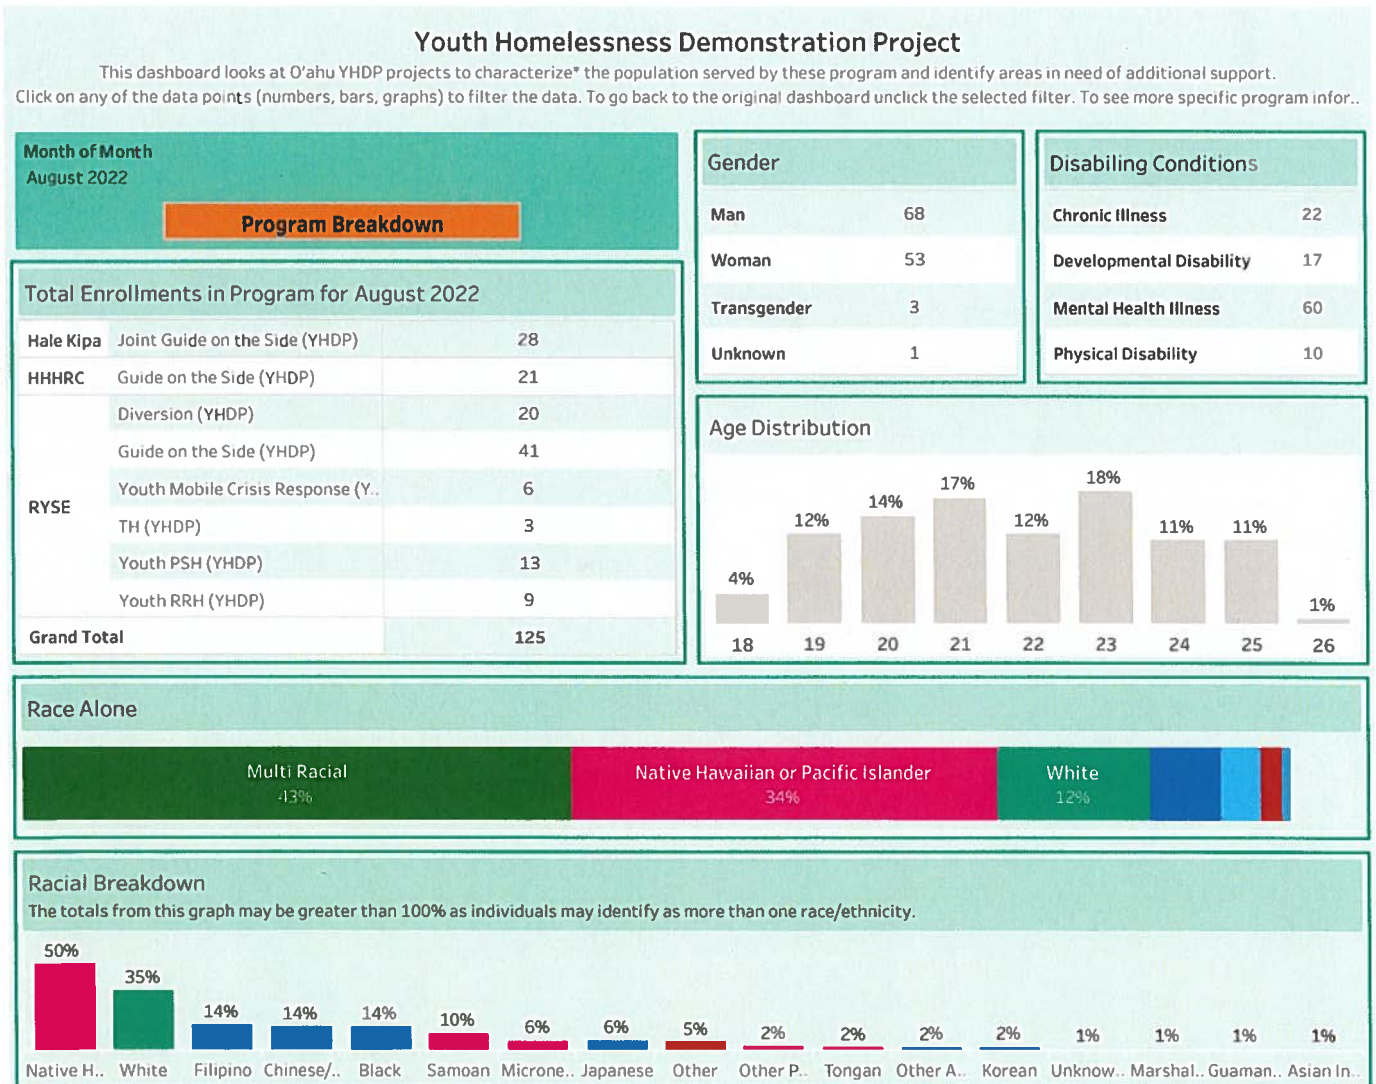 Youth Homelessness Demonstration Project
This dashboard looks at O'ahu YHDP projects to characterize* the population served by these program and identify areas in need of additional support.
Click on any of the data points (numbers, bars, graphs) to filter the data. To go back to the original dashboard unclick the selected filter. To see more specific program infor..
Month of Month
August 2022
Program Breakdown
Total Enrollments in Program for August 2022
Hale Kipa Joint Guide on the Side (YHDP) 28
HHHRC Guide on the Side (YHDP) 21
RYSE
Diversion (YHDP) 20
Guide on the Side (YHDP) 41
Youth Mobile Crisis Response (Y.. 6
TH (YHDP) 3
Youth PSH (YHDP) 13
Youth RRH (YHDP) 9
Grand Total 125
Gender
Man 68
Woman 53
Transgender 3
Unknown 1
Disabiling Conditions
Chronic Illness 22
Developmental Disability 17
Mental Health Illness 60
Physical Disability 10
Age Distribution
4% 12% 14% 17% 12% 18% 11% 11% 1%
18 19 20 21 22 23 24 25 26
Race Alone
Multi Racial
43%
Native Hawaiian or Pacific Islander
34%
White
12%
Racial Breakdown
The totals from this graph may be greater than 100% as individuals may identify as more than one race/ethnicity.
50% 35% 14% 14% 14% 10% 6% 6% 5% 2% 2% 2% 2% 1% 1% 1% 1%
Native H.. White Filipino Chinese/.. Black Samoan Microne.. Japanese Other Other P.. Tongan Other A.. Korean Unknow.. Marshal.. Guaman.. Asian In..